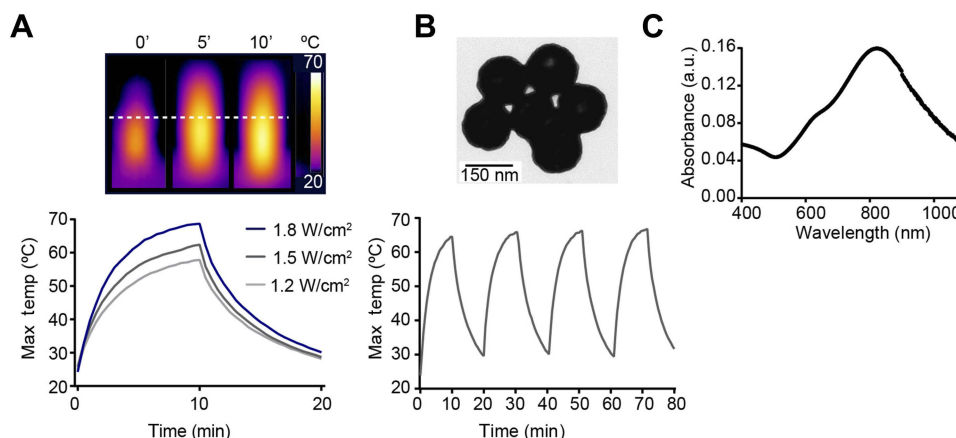 A
0’ 5’ 10’ ºC
70
20
Max temp (ºC)
70
60
50
40
30
20
0 10 20
Time (min)
1.8 W/cm²
1.5 W/cm²
1.2 W/cm²
B
150 nm
Max temp (ºC)
70
60
50
40
30
20
0 10 20 30 40 50 60 70 80
Time (min)
C
Absorbance (a.u.)
0.16
0.12
0.08
0.04
0.00
400 600 800 1000
Wavelength (nm)